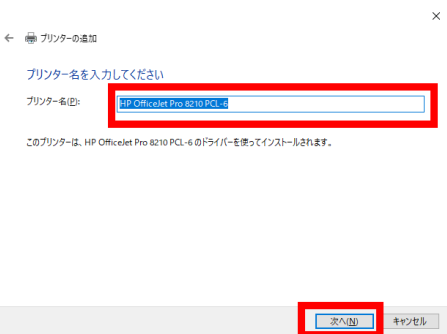 プリンターの追加
プリンター名を入力してください
プリンター名(P): HP OfficeJet Pro 8210 PCL-6
このプリンターは、HP OfficeJet Pro 8210 PCL-6 のドライバーを使ってインストールされます。
次へ(N) キャンセル